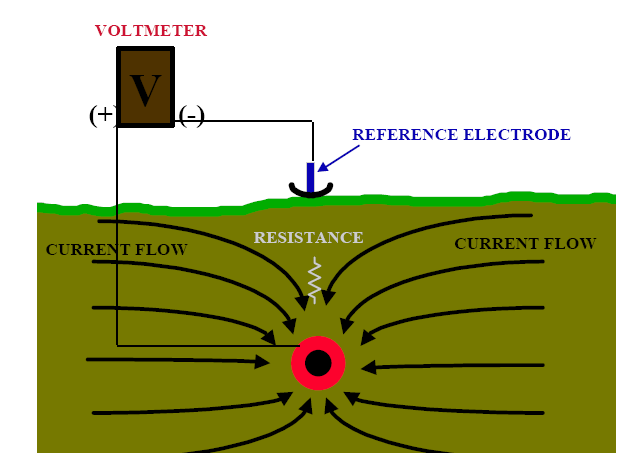 VOLTMETER
V
(+) (-)
REFERENCE ELECTRODE
RESISTANCE
CURRENT FLOW
CURRENT FLOW